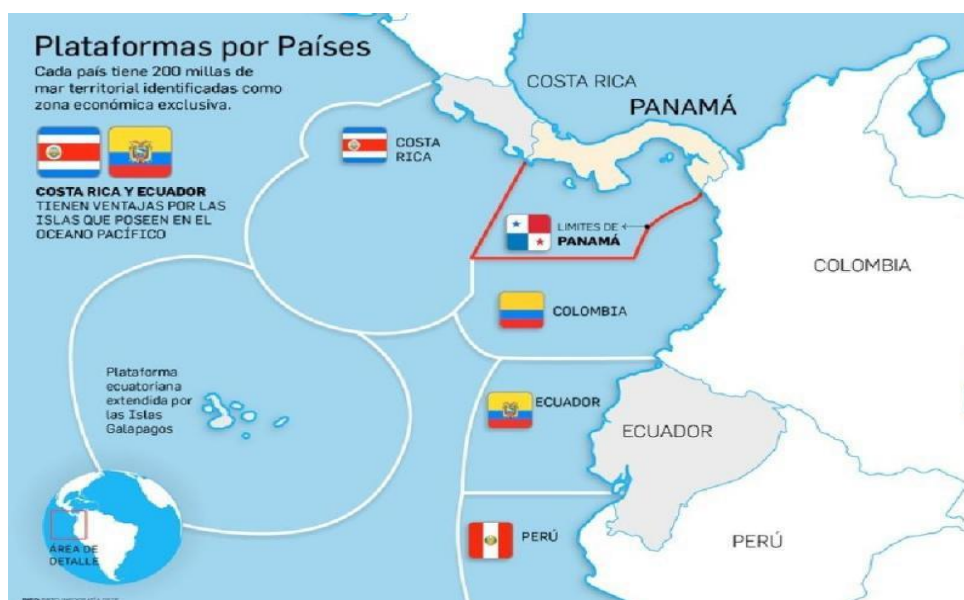 Plataformas por Países
Cada país tiene 200 millas de
mar territorial identificadas como
zona económica exclusiva.
COSTA RICA Y ECUADOR
TIENEN VENTAJAS POR LAS
ISLAS QUE POSEEN EN EL
OCEANO PACÍFICO
COSTA RICA
PANAMÁ
COSTA
RICA
LIMITES DE
PANAMÁ
COLOMBIA
COLOMBIA
Plataforma
ecuatoriana
extendida por
las Islas
Galapagos
ECUADOR
ECUADOR
PERÚ
PERÚ
ÁREA DE
DETALLE